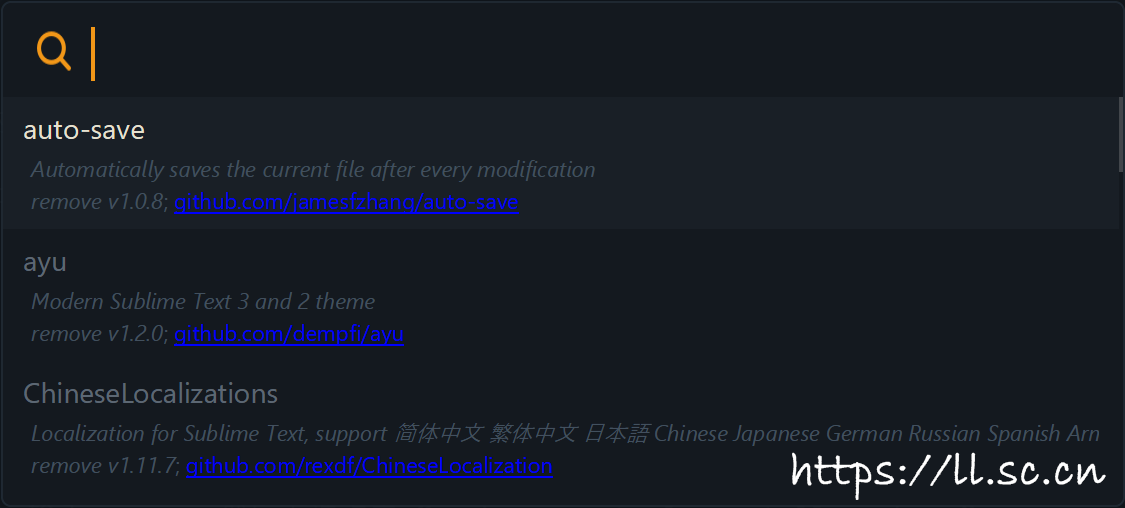 auto-save
Automatically saves the current file after every modification
remove v1.0.8; github.com/jamesfzhang/auto-save
ayu
Modern Sublime Text 3 and 2 theme
remove v1.2.0; github.com/dempfi/ayu
ChineseLocalizations
Localization for Sublime Text, support 简体中文 繁体中文 日本語 Chinese Japanese German Russian Spanish Arn
remove v1.11.7; github.com/rexdf/ChineseLocalization
https://ll.sc.cn